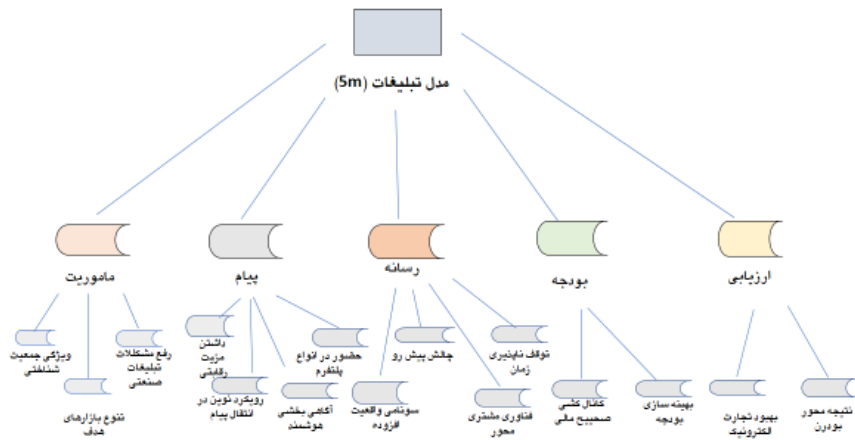 مدل تبلیغات (5m)
ماموریت
پیام
رسانه
بودجه
ارزیابی
ویژگی جمعیت
شناختی
تنوع بازارهای
هدف
رفع مشکلات
تبلیغات
صنعتی
داشتن
مزیت
رقابتی
رویکرد نوین در
انتقال پیام
آگاهی بخشی
هوشمند
حضور در انواع
پلتفرم
سونامی واقعیت
افزوده
چالش پیش رو
فناوری مشتری
محور
توقف ناپذیری
زمان
کانال کشی
صحیح مالی
بهینه سازی
بودجه
بهبود تجارت
الکترونیک
نتیجه محور
بودرن